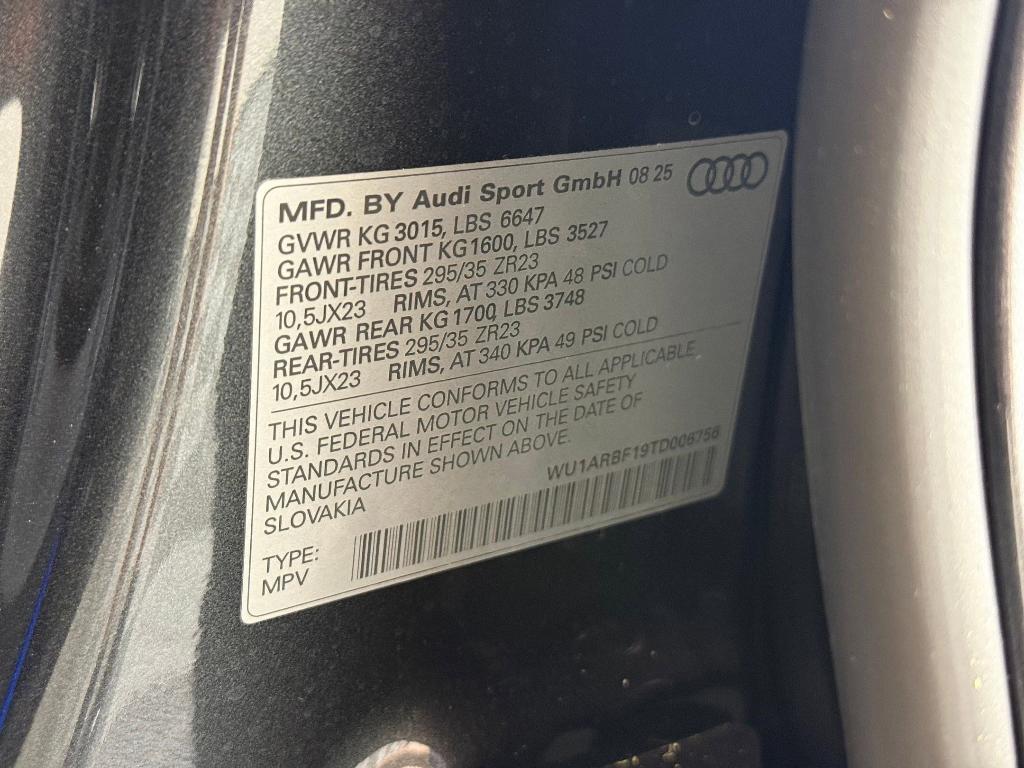 MFD. BY Audi Sport GmbH 08 25
GVWR KG 3015, LBS 6647
GAWR FRONT KG 1600, LBS 3527
FRONT-TIRES 295/35 ZR23
10,5JX23 RIMS, AT 330 KPA 48 PSI COLD
GAWR REAR KG 1700, LBS 3748
REAR-TIRES 295/35 ZR23
10,5JX23 RIMS, AT 340 KPA 49 PSI COLD
THIS VEHICLE CONFORMS TO ALL APPLICABLE
U.S. FEDERAL MOTOR VEHICLE SAFETY
STANDARDS IN EFFECT ON THE DATE OF
MANUFACTURE SHOWN ABOVE.
SLOVAKIA
WU1ARBF19TD006756
TYPE:
MPV